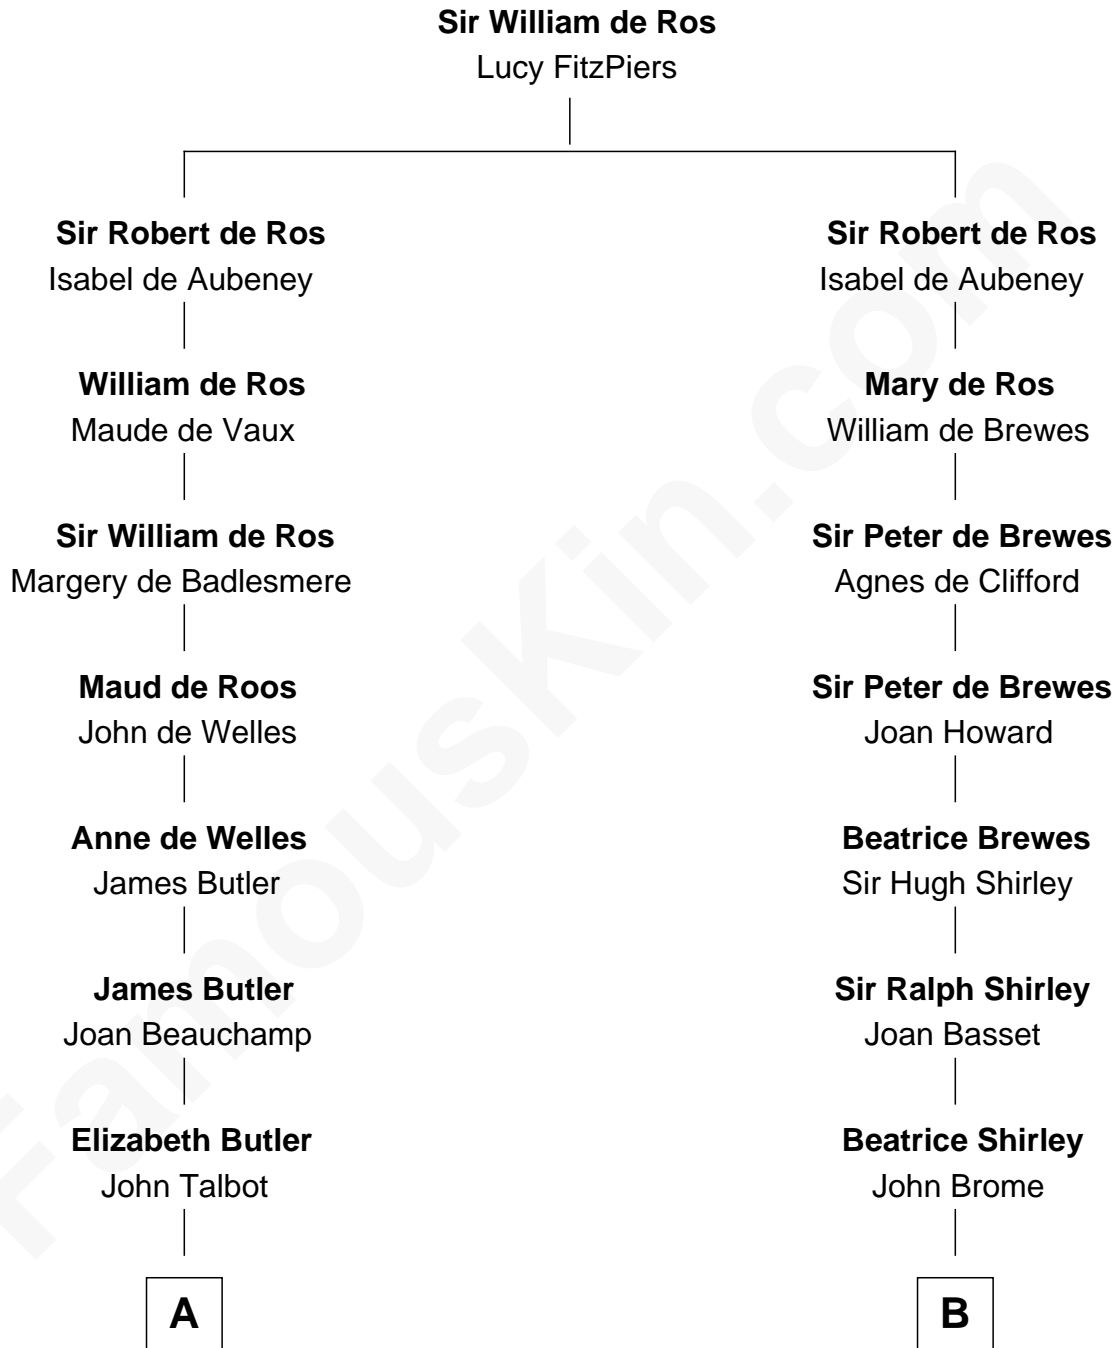 Sir William de Ros
Lucy FitzPiers
Sir Robert de Ros
Isabel de Aubeney
William de Ros
Maude de Vaux
Sir William de Ros
Margery de Badlesmere
Maud de Roos
John de Welles
Anne de Welles
James Butler
James Butler
Joan Beauchamp
Elizabeth Butler
John Talbot
A
Sir Robert de Ros
Isabel de Aubeney
Mary de Ros
William de Brewes
Sir Peter de Brewes
Agnes de Clifford
Sir Peter de Brewes
Joan Howard
Beatrice Brewes
Sir Hugh Shirley
Sir Ralph Shirley
Joan Basset
Beatrice Shirley
John Brome
B
FamousKin.com